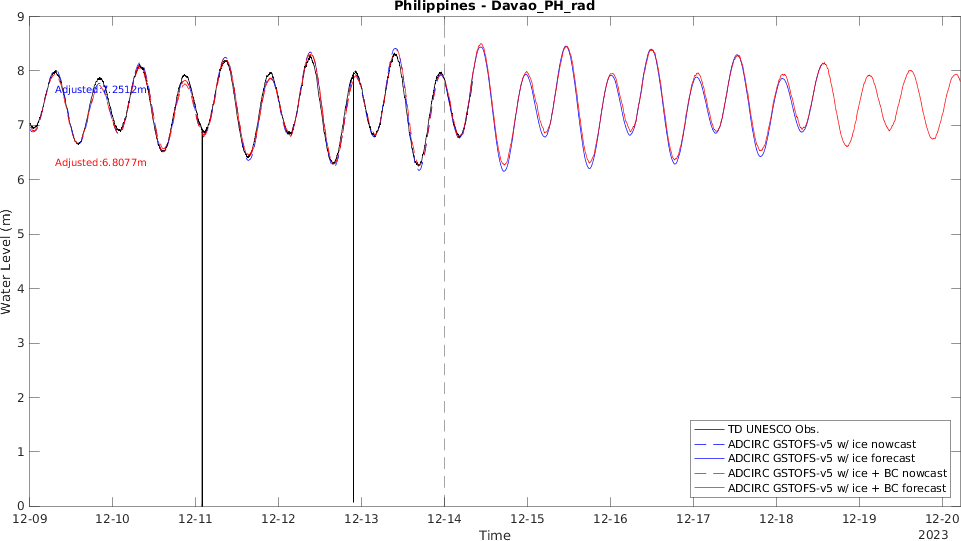 Philippines - Davao_PH_rad
9
8
7
6
5
4
3
2
1
0
Water Level (m)
Adjusted:7.2512m
Adjusted:6.8077m
TD UNESCO Obs.
ADCIRC GSTOFS-v5 w/ ice nowcast
ADCIRC GSTOFS-v5 w/ ice forecast
ADCIRC GSTOFS-v5 w/ ice + BC nowcast
ADCIRC GSTOFS-v5 w/ ice + BC forecast
12-09 12-10 12-11 12-12 12-13 12-14 12-15 12-16 12-17 12-18 12-19 12-20
Time
2023